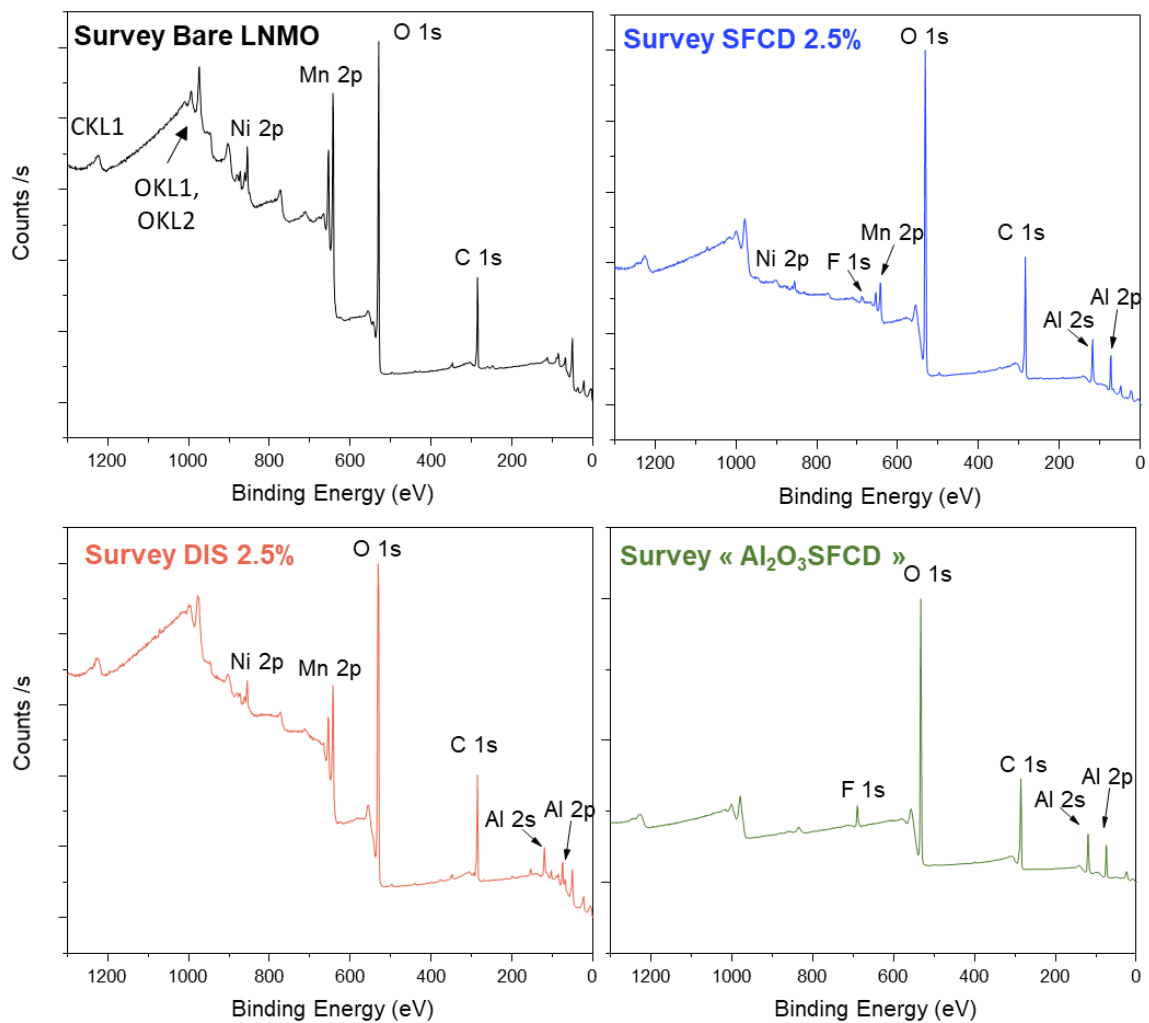 Survey Bare LNMO
O 1s
Mn 2p
CKL1
Ni 2p
OKL1,
OKL2
C 1s
Counts /s
1200 1000 800 600 400 200 0
Binding Energy (eV)
Survey SFCD 2.5%
O 1s
Mn 2p
C 1s
Ni 2p
F 1s
Al 2p
Al 2s
1200 1000 800 600 400 200 0
Binding Energy (eV)
Survey DIS 2.5%
O 1s
Ni 2p
Mn 2p
C 1s
Al 2s
Al 2p
Counts /s
1200 1000 800 600 400 200 0
Binding Energy (eV)
Survey « Al₂O₃SFCD »
O 1s
F 1s
C 1s
Al 2p
Al 2s
1200 1000 800 600 400 200 0
Binding Energy (eV)